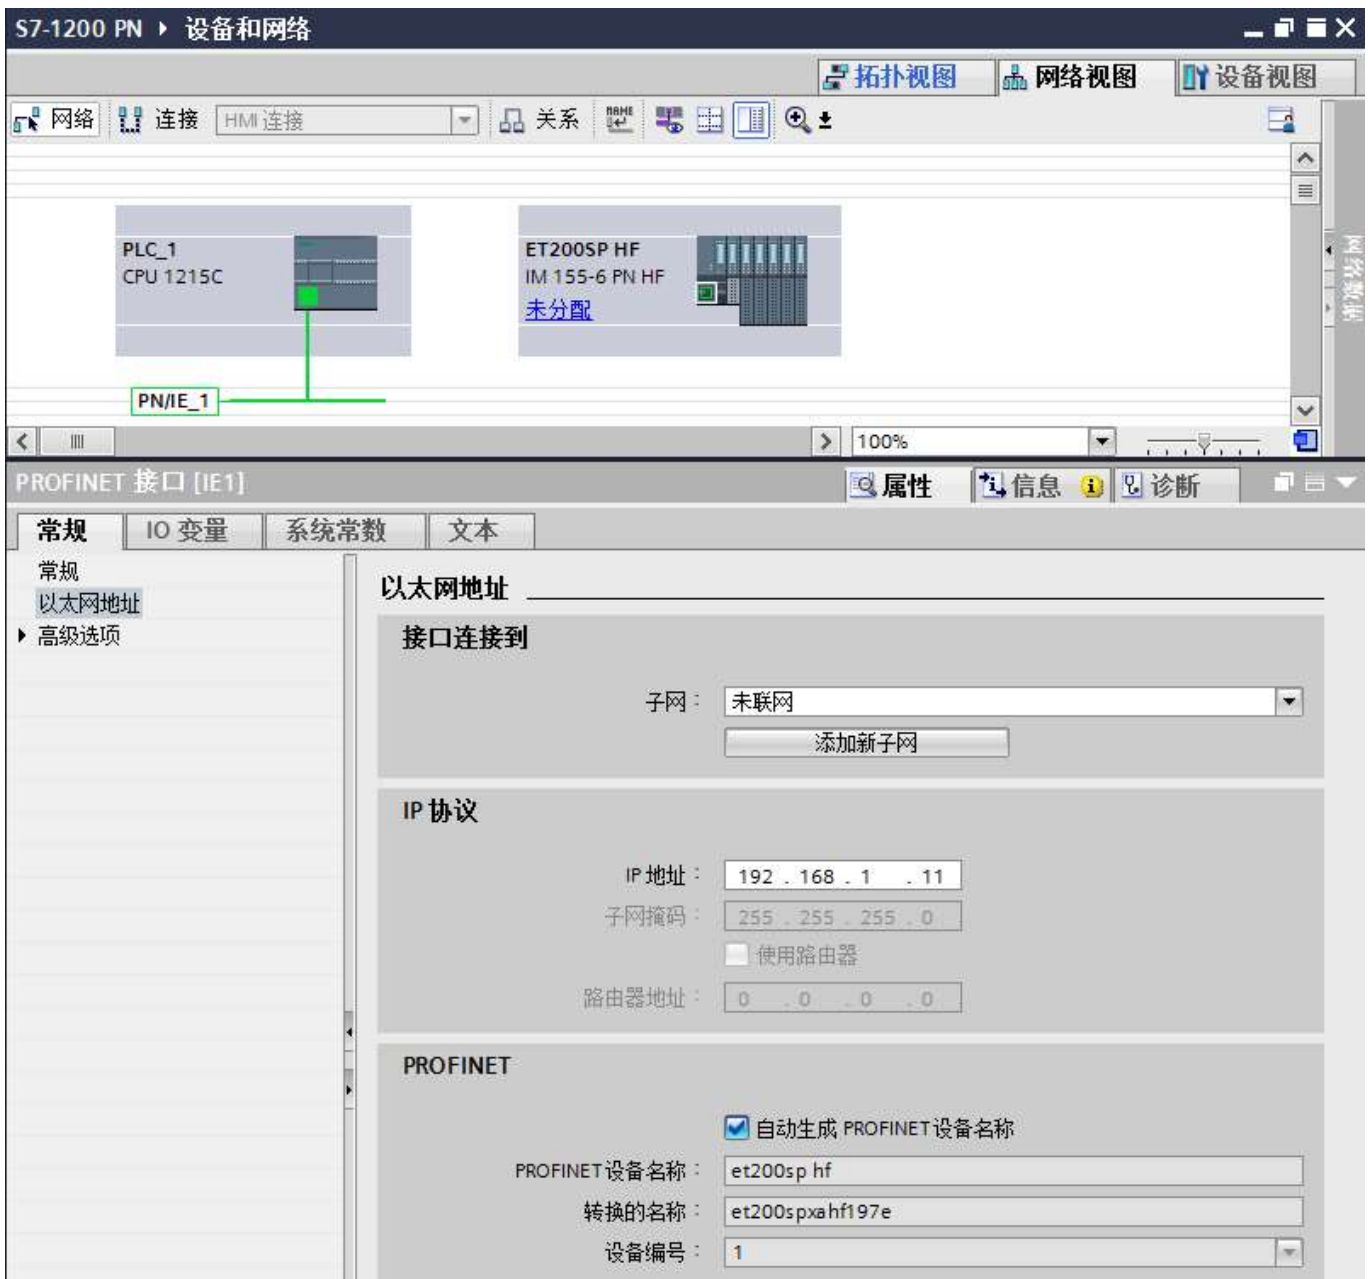 S7-1200 PN ▸ 设备和网络
拓扑视图 网络视图 设备视图
网络 连接 HMI 连接 关系
PLC_1
CPU 1215C
ET200SP HF
IM 155-6 PN HF
未分配
PN/IE_1
网络数据
100%
PROFINET 接口 [IE1]
属性 信息 诊断
常规 IO 变量 系统常数 文本
常规
以太网地址
高级选项
以太网地址
接口连接到
子网： 未联网
添加新子网
IP 协议
IP 地址： 192 . 168 . 1 . 11
子网掩码： 255 . 255 . 255 . 0
使用路由器
路由器地址： 0 . 0 . 0 . 0
PROFINET
自动生成 PROFINET 设备名称
PROFINET 设备名称： et200sp hf
转换的名称： et200spxahf197e
设备编号： 1